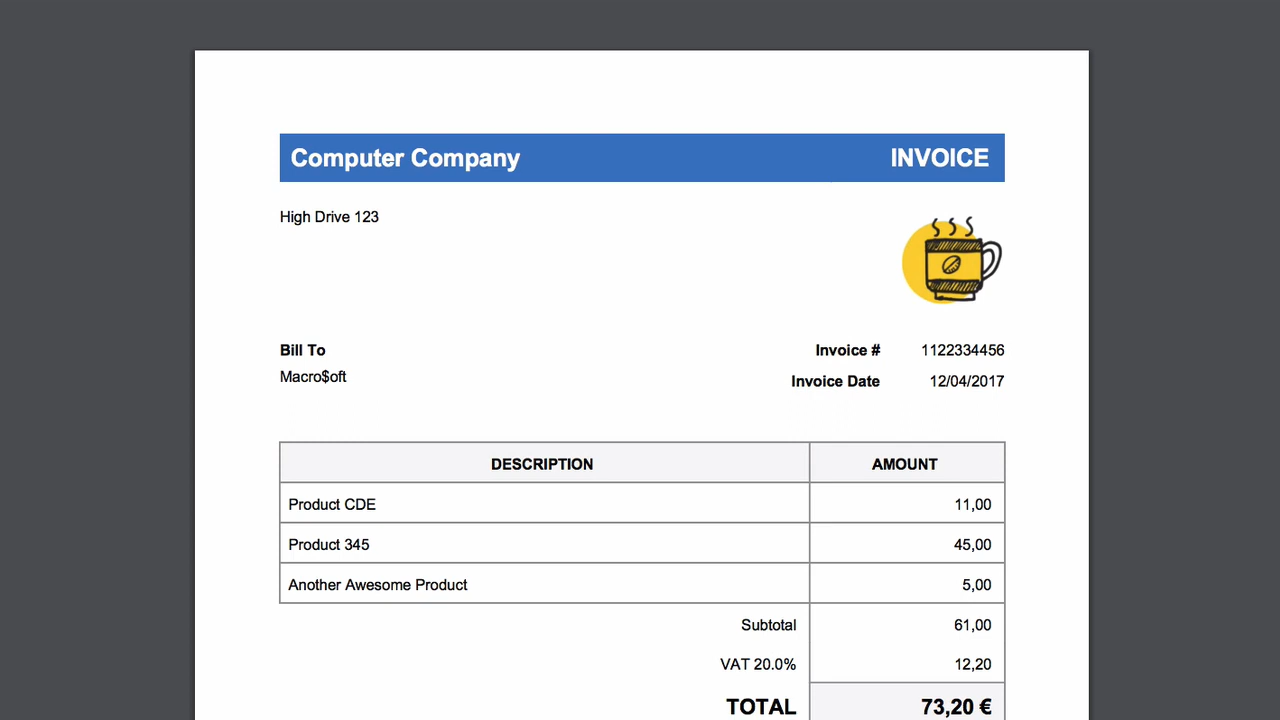 Computer Company INVOICE
High Drive 123
Bill To Invoice # 1122334456
Macro$oft
Invoice Date 12/04/2017
DESCRIPTION AMOUNT
Product CDE 11,00
Product 345 45,00
Another Awesome Product 5,00
Subtotal 61,00
VAT 20.0% 12,20
TOTAL 73,20 €